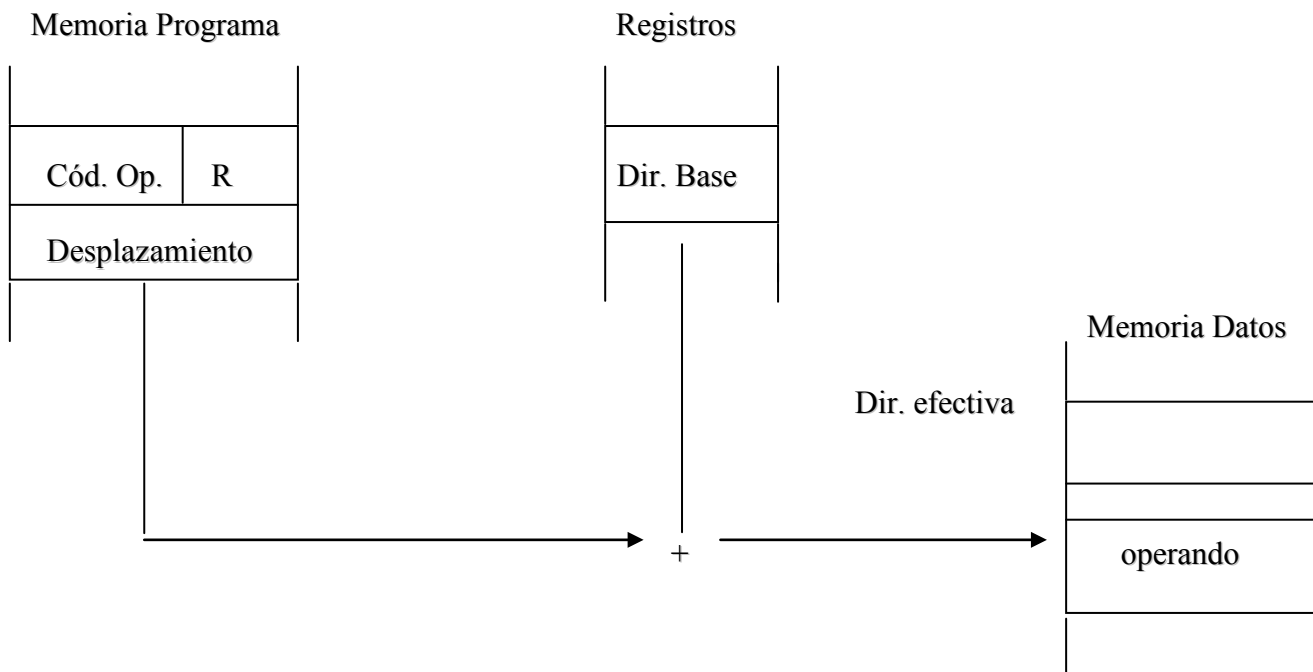 Memoria Programa
Registros
Cód. Op.
R
Dir. Base
Desplazamiento
Memoria Datos
Dir. efectiva
+
operando